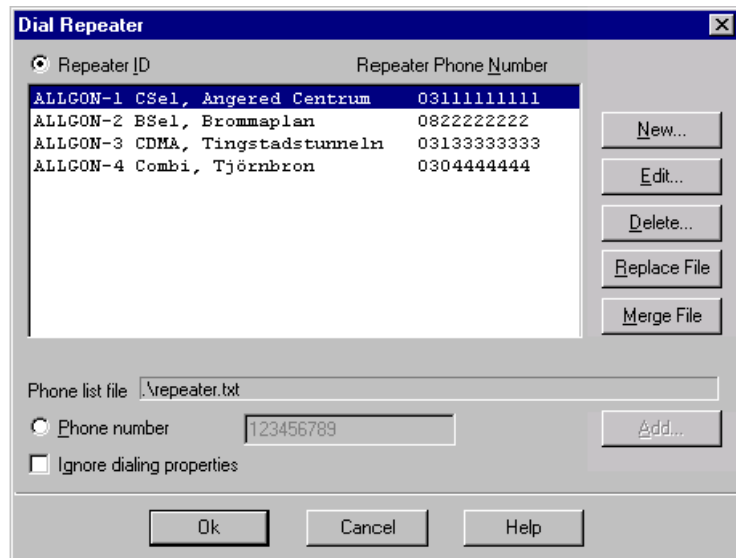 Dial Repeater
Repeater ID Repeater Phone Number
ALLGON-1 CSel, Angered Centrum 03111111111
ALLGON-2 BSel, Brommaplan 0822222222
ALLGON-3 CDMA, Tingstadstunneln 03133333333
ALLGON-4 Combi, Tjörnbron 0304444444
New...
Edit...
Delete...
Replace File
Merge File
Phone list file .\repeater.txt
Phone number 123456789 Add...
Ignore dialing properties
Ok Cancel Help